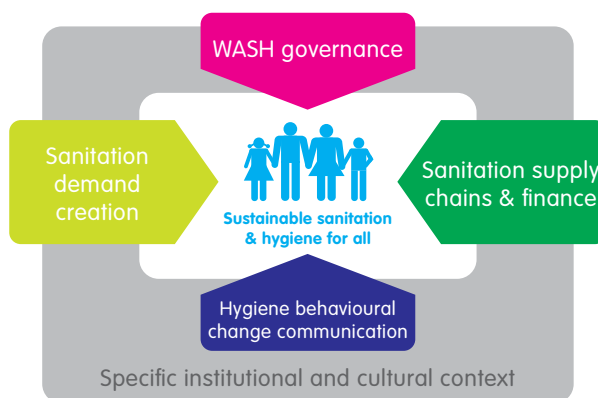 WASH governance
Sanitation
demand
creation
Sanitation supply
chains & finance
Sustainable sanitation
& hygiene for all
Hygiene behavioural
change communication
Specific institutional and cultural context